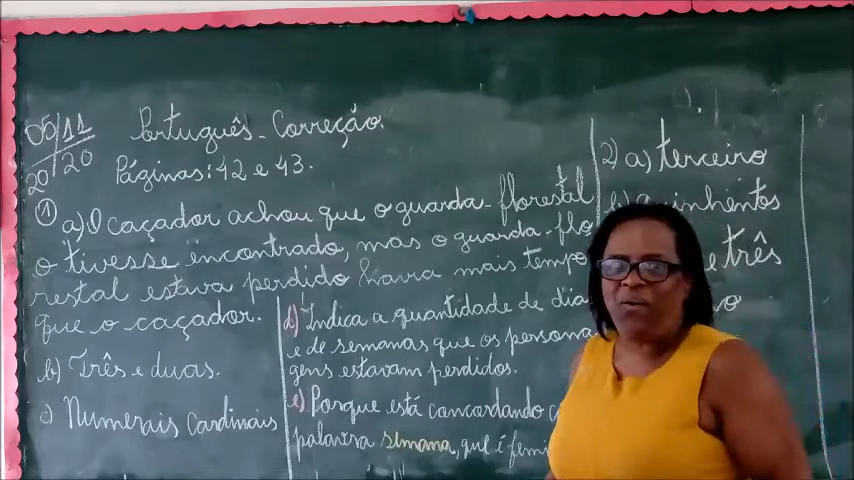 05/11
2020
Português - Correção.
Páginas: 42 e 43.
① a) O caçador achou que o guarda-florestal
o tivesse encontrado, mas o guarda-flo
restal estava perdido havia mais tempo
que o caçador.
b) Três e duas.
c) Numerais Cardinais
d) Indica a quantidade de dia
e de semanas que os persona
gens estavam perdidos.
e) Porque está concordando
palavra semana, que é
2) a) terceiro
e três